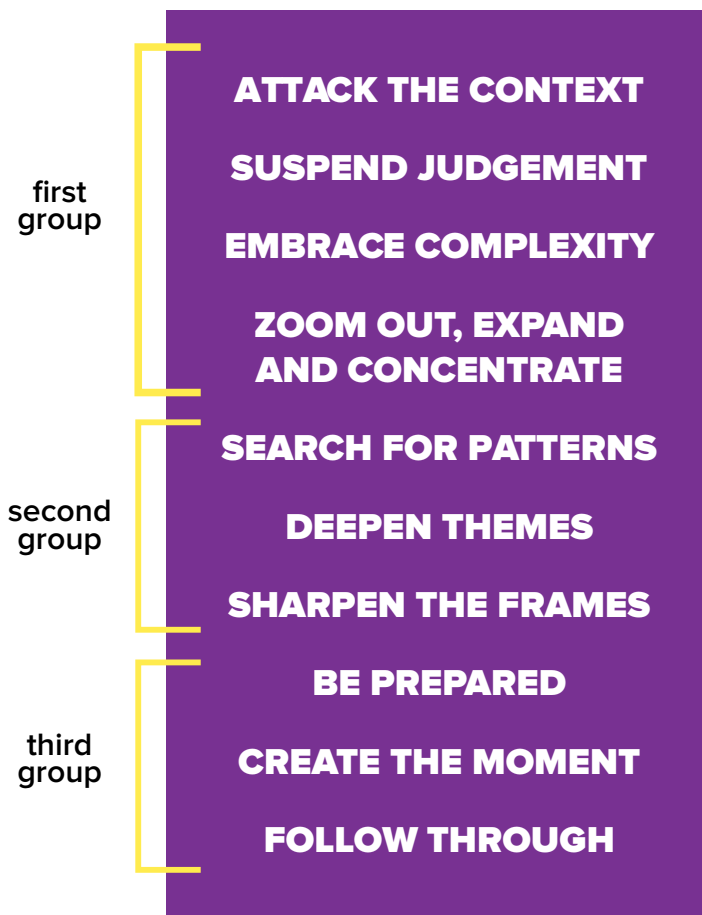 first
group
ATTACK THE CONTEXT
SUSPEND JUDGEMENT
EMBRACE COMPLEXITY
ZOOM OUT, EXPAND
AND CONCENTRATE
second
group
SEARCH FOR PATTERNS
DEEPEN THEMES
SHARPEN THE FRAMES
third
group
BE PREPARED
CREATE THE MOMENT
FOLLOW THROUGH